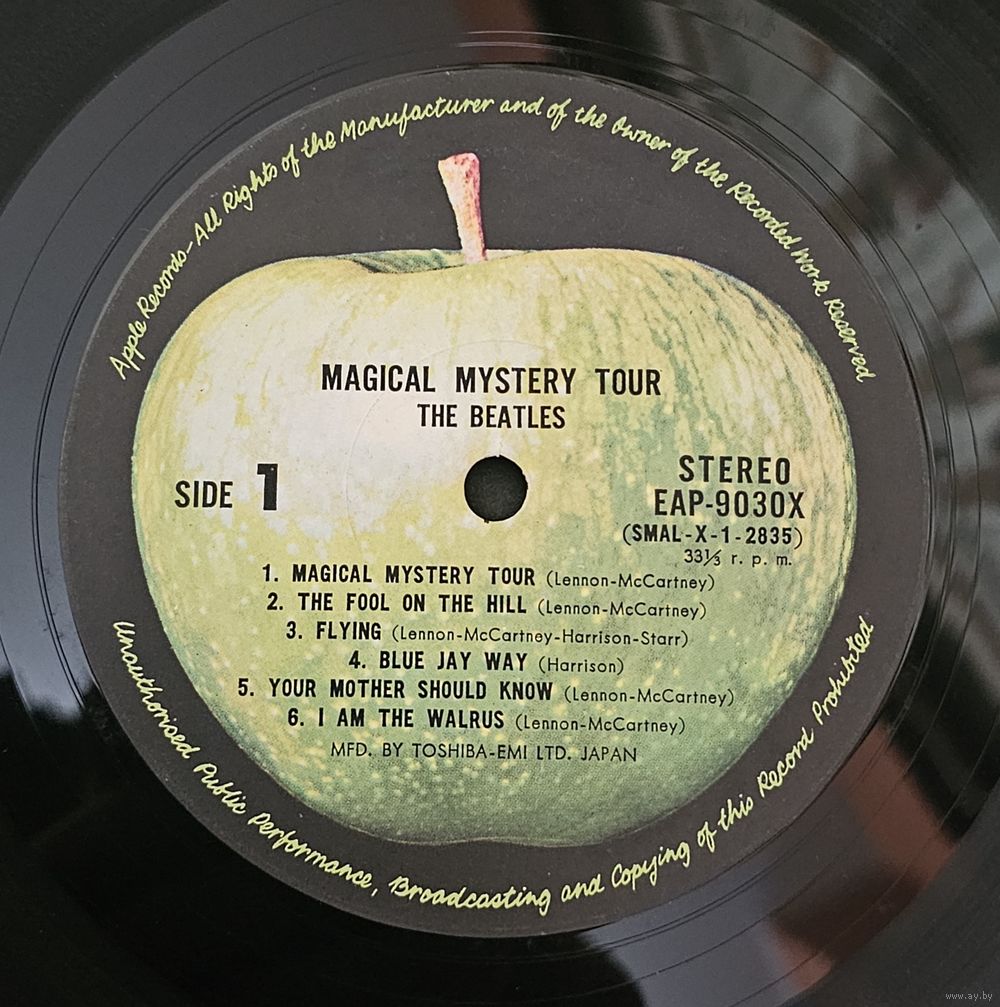 Apple Records-All Rights of the Manufacturer and of the Owner of the Recorded Work Reserved
MAGICAL MYSTERY TOUR
THE BEATLES
SIDE 1
STEREO
EAP-9030X
(SMAL-X-1-2835)
33⅓ r. p. m.
1. MAGICAL MYSTERY TOUR (Lennon-McCartney)
2. THE FOOL ON THE HILL (Lennon-McCartney)
3. FLYING (Lennon-McCartney-Harrison-Starr)
4. BLUE JAY WAY (Harrison)
5. YOUR MOTHER SHOULD KNOW (Lennon-McCartney)
6. I AM THE WALRUS (Lennon-McCartney)
MFD. BY TOSHIBA-EMI LTD. JAPAN
Unauthorised Public Performance, Broadcasting and Copying of this Record Prohibited
www.ay.by